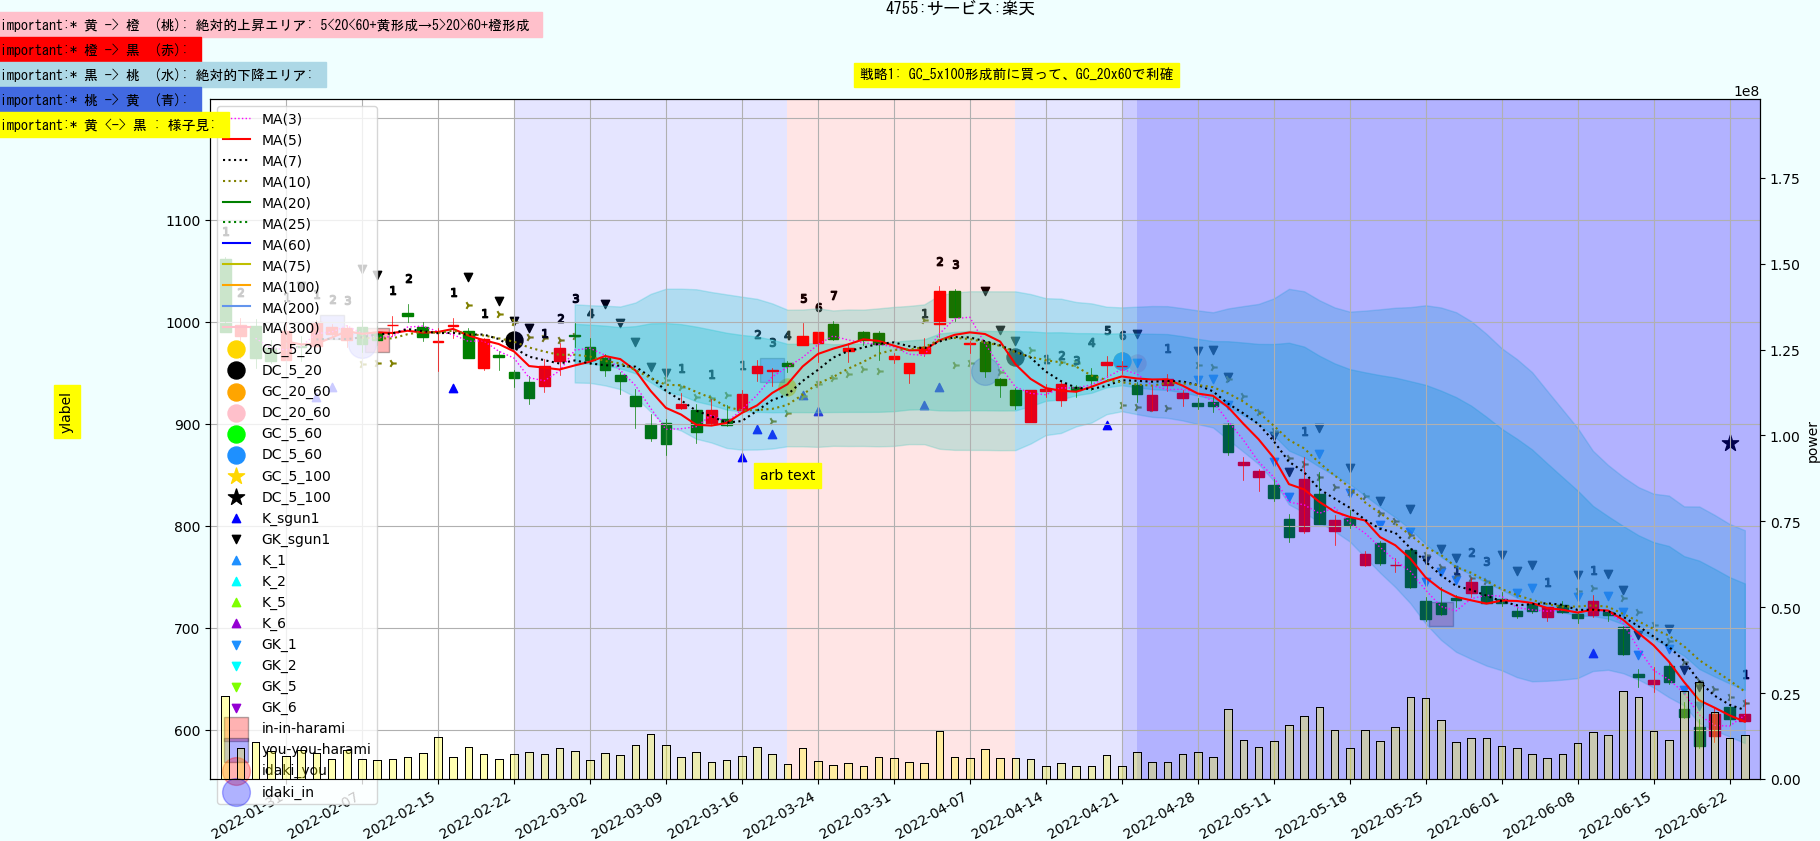 4755:サービス:楽天
important:* 黄 -> 橙 (桃): 絶対的上昇エリア: 5<20<60+黄形成→5>20>60+橙形成
important:* 橙 -> 黒 (赤):
important:* 黒 -> 桃 (水): 絶対的下降エリア:
important:* 桃 -> 黄 (青):
important:* 黄 <-> 黒 : 様子見:
戦略1: GC_5x100形成前に買って、GC_20x60で利確
1e8
MA(3)
MA(5)
MA(7)
MA(10)
MA(20)
MA(25)
MA(60)
MA(75)
MA(100)
MA(200)
MA(300)
GC_5_20
DC_5_20
GC_20_60
DC_20_60
GC_5_60
DC_5_60
GC_5_100
DC_5_100
K_sgun1
GK_sgun1
K_1
K_2
K_5
K_6
GK_1
GK_2
GK_5
GK_6
in-in-harami
you-you-harami
idaki_you
idaki_in
1100
1000
900
800
700
600
ylabel
arb text
1.75
1.50
1.25
1.00
0.75
0.50
0.25
0.00
power
2022-01-31
2022-02-07
2022-02-15
2022-02-22
2022-03-02
2022-03-09
2022-03-16
2022-03-24
2022-03-31
2022-04-07
2022-04-14
2022-04-21
2022-04-28
2022-05-11
2022-05-18
2022-05-25
2022-06-01
2022-06-08
2022-06-15
2022-06-22